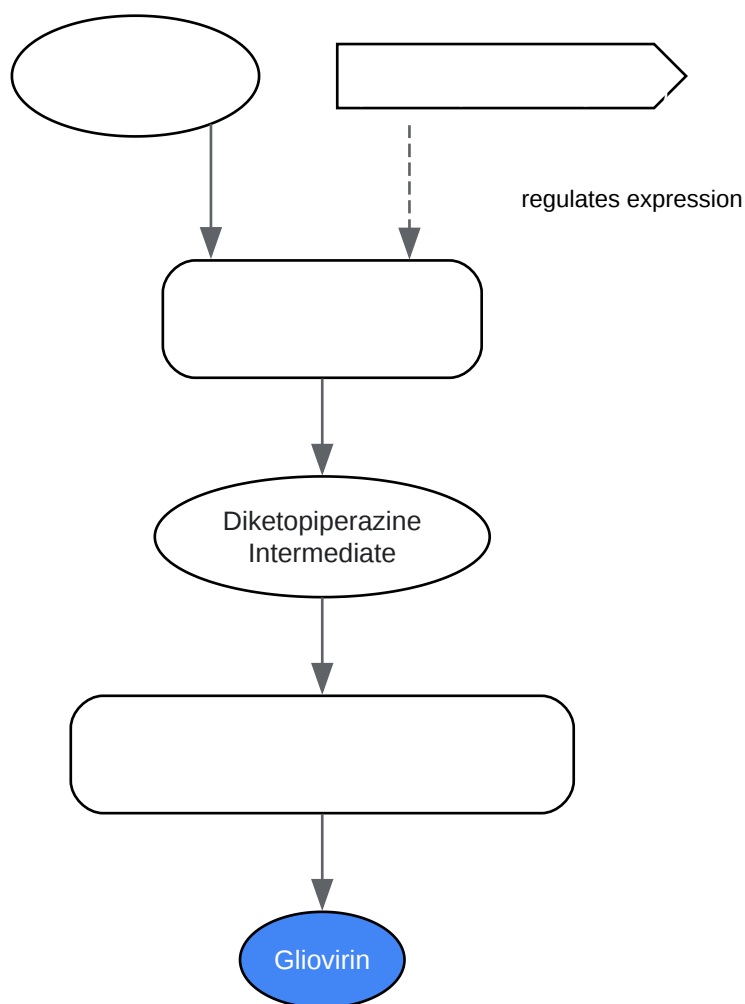 regulates expression
Diketopiperazine
Intermediate
Gliovirin